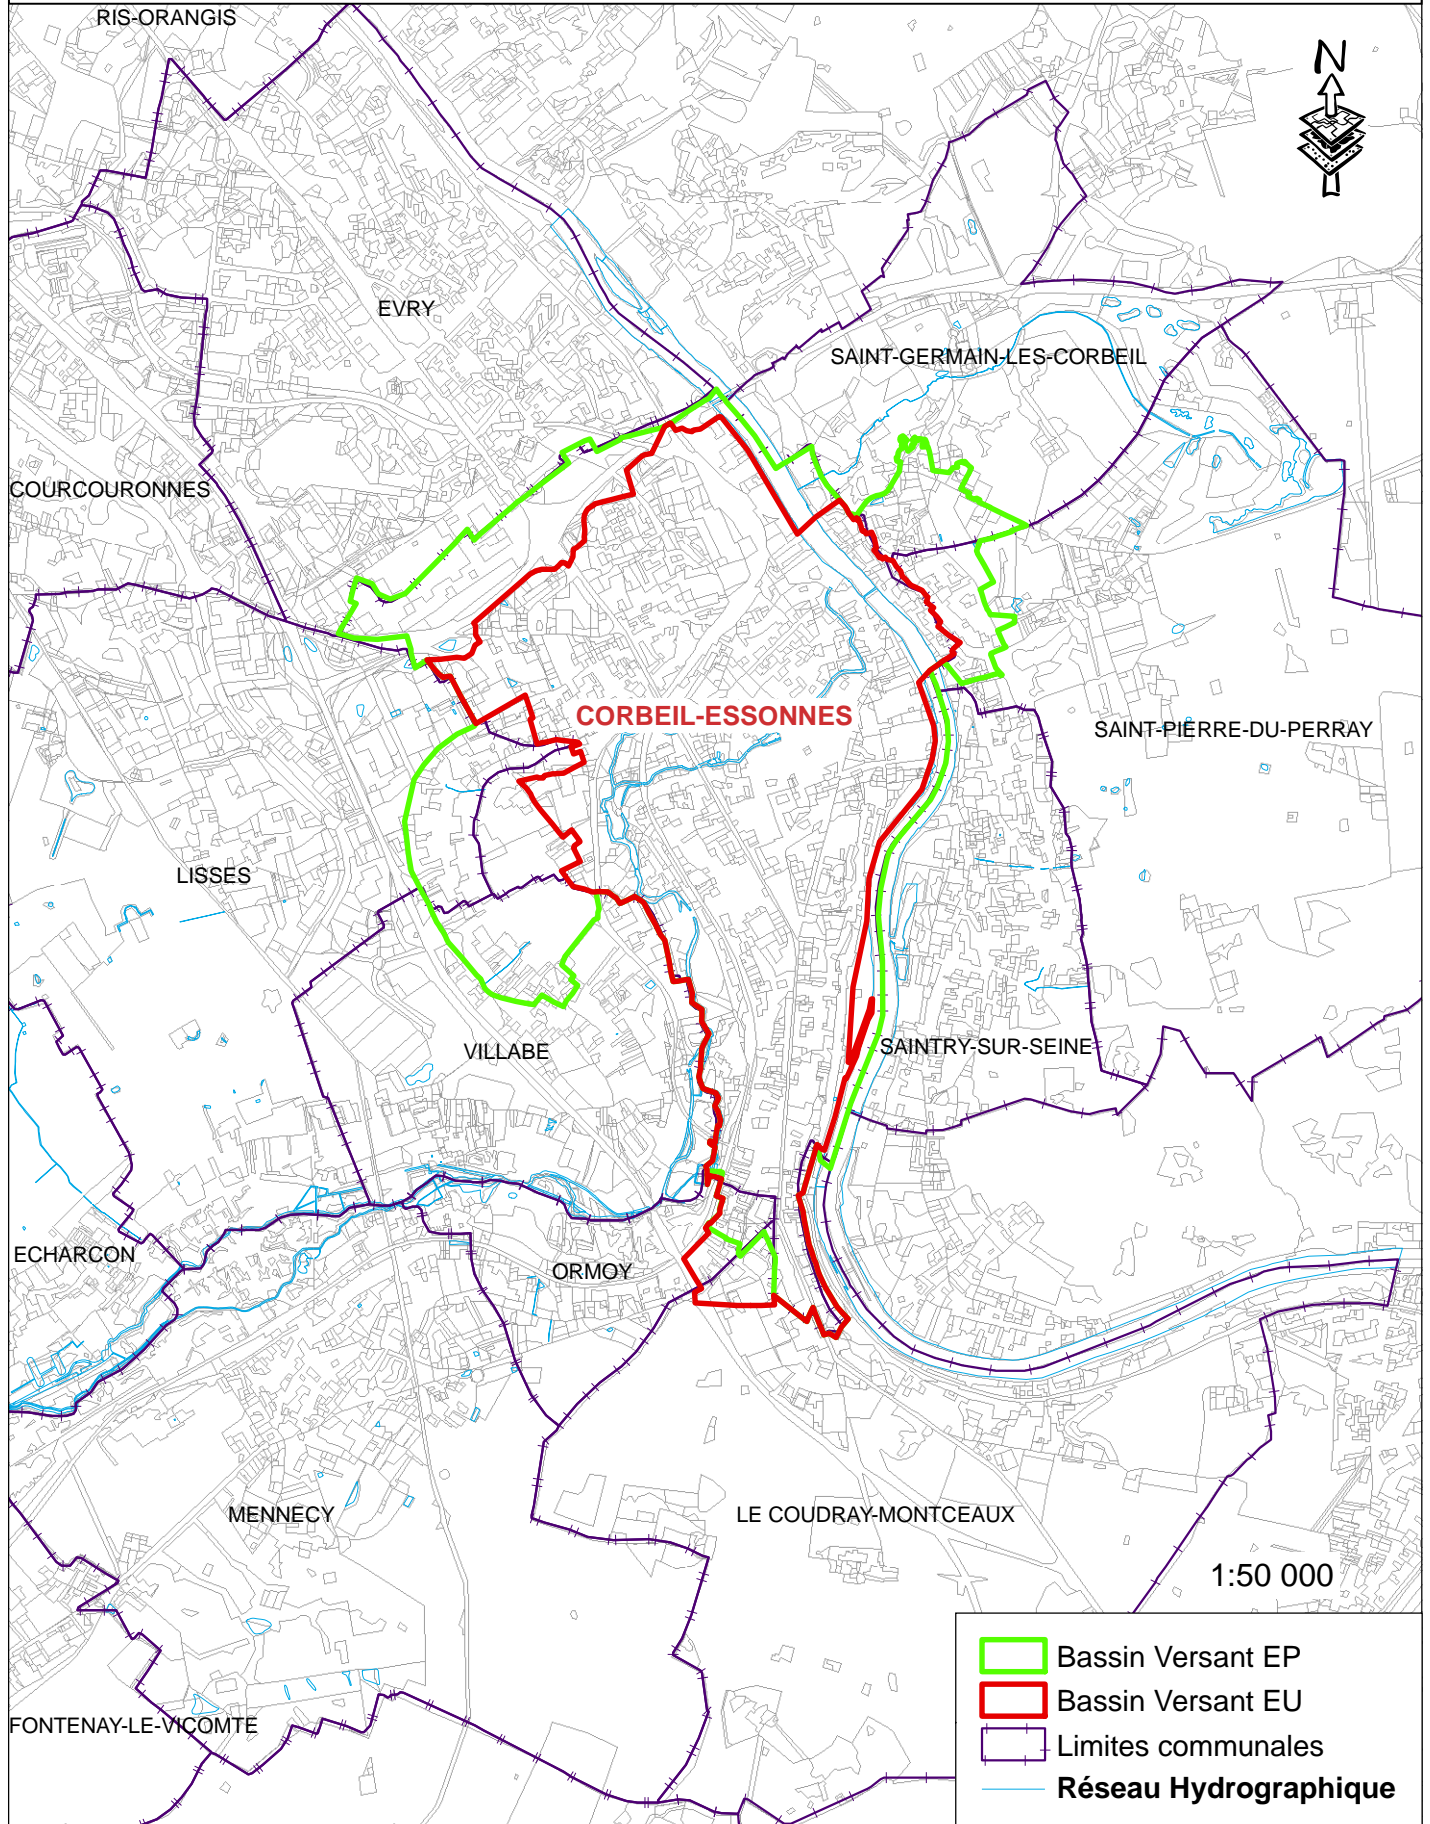 RIS-ORANGIS
N
EVRY
SAINT-GERMAIN-LES-CORBEIL
COURCOURONNES
CORBEIL-ESSONNES
SAINT-PIERRE-DU-PERRAY
LISSES
VILLABE
SAINTRY-SUR-SEINE
ECHARCON
ORMOY
MENNECY
LE COUDRAY-MONTCEAUX
1:50 000
FONTENAY-LE-VICOMTE
Bassin Versant EP
Bassin Versant EU
Limites communales
Réseau Hydrographique